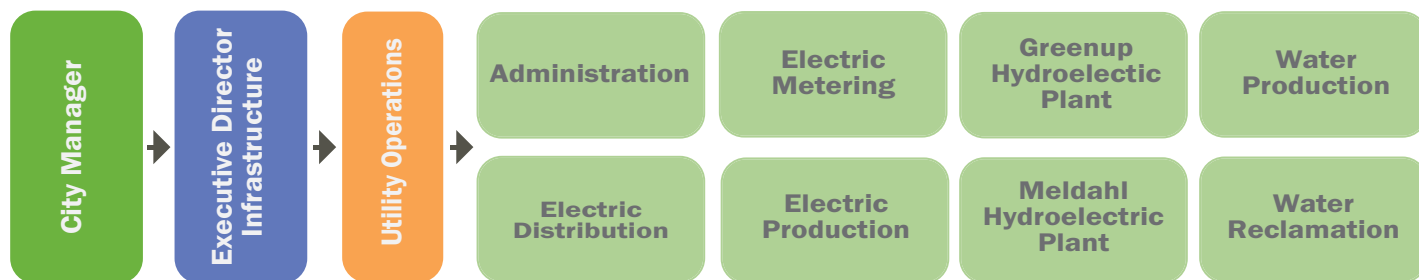 City Manager
Executive Director
Infrastructure
Utility Operations
Administration
Electric
Metering
Greenup
Hydroelectic
Plant
Water
Production
Electric
Distribution
Electric
Production
Meldahl
Hydroelectric
Plant
Water
Reclamation